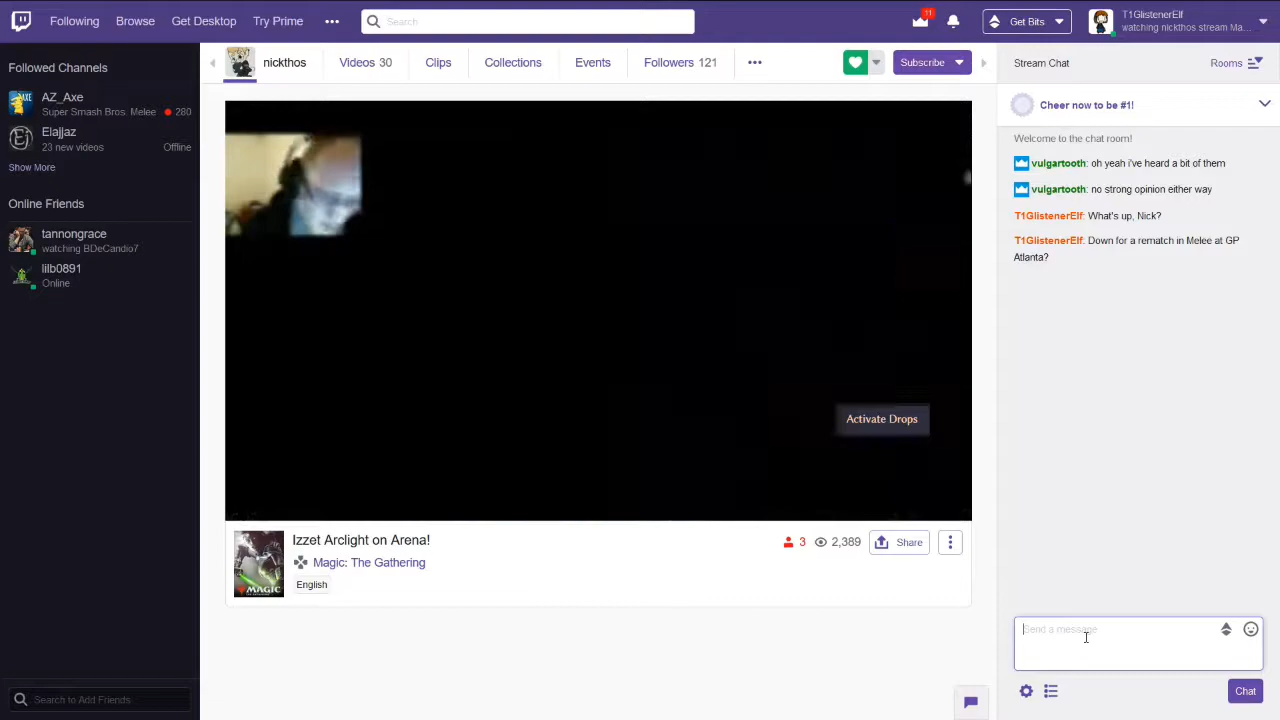 Following Browse Get Desktop Try Prime ••• Search 11 Get Bits T1GlistenerElf
watching nickthos stream Ma...
Followed Channels
AZ_Axe
Super Smash Bros. Melee 280
Elajjaz
23 new videos Offline
Show More
Online Friends
tannongrace
watching BDeCandio7
lilb0891
Online
Search to Add Friends
nickthos Videos 30 Clips Collections Events Followers 121 ••• Subscribe
Activate Drops
Izzet Arclight on Arena!
Magic: The Gathering
English
MAGIC
3 2,389 Share
Stream Chat Rooms
Cheer now to be #1!
Welcome to the chat room!
vulgartooth: oh yeah i've heard a bit of them
vulgartooth: no strong opinion either way
T1GlistenerElf: What's up, Nick?
T1GlistenerElf: Down for a rematch in Melee at GP
Atlanta?
Send a message
Chat